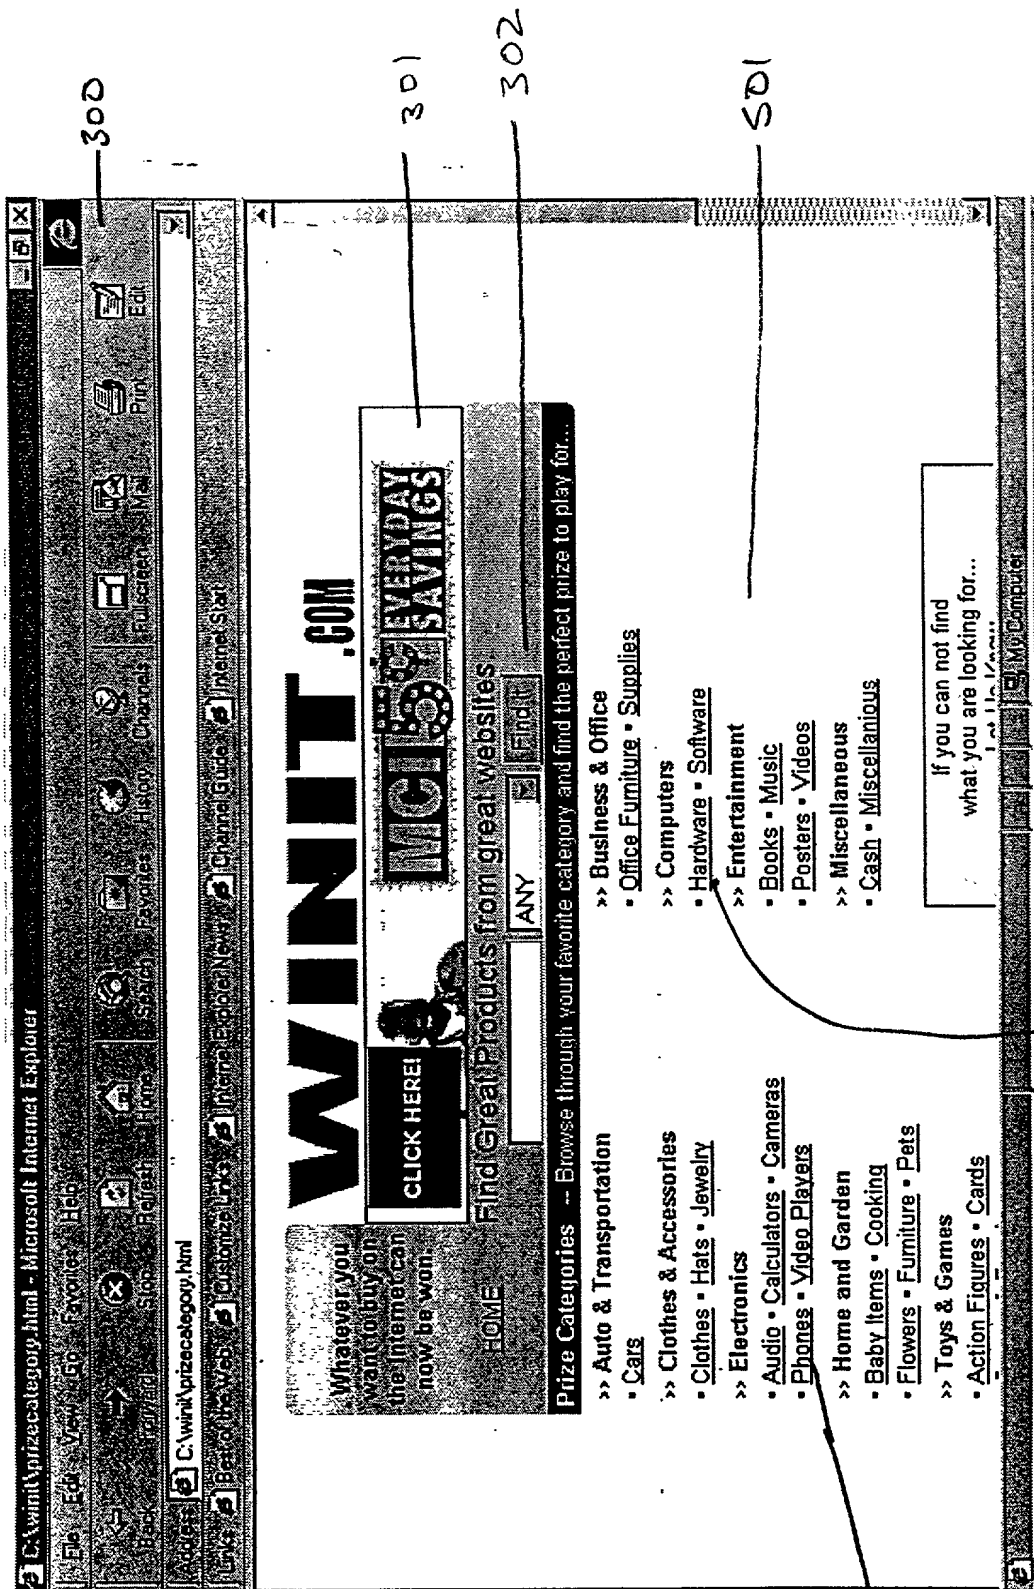 C:\winit\prizecategory.html - Microsoft Internet Explorer
File Edit View Go Favorites Help
Back Forward Stop Refresh Home Search Favorites History Channels Fullscreen Mail Print Edit
Address C:\winit\prizecategory.html
Links Best of the Web Customize Links Internet Explorer News Channel Guide Internet Start
300
Whatever you
want to buy on
the Internet can
now be won.
HOME
WINIT.COM
CLICK HERE!
MCI 5¢ EVERYDAY
SAVINGS
301
Find Great Products from great websites
ANY Find It
302
Prize Categories -- Browse through your favorite category and find the perfect prize to play for...
>> Auto & Transportation
• Cars
>> Clothes & Accessories
• Clothes • Hats • Jewelry
>> Electronics
• Audio • Calculators • Cameras
• Phones • Video Players
>> Home and Garden
• Baby Items • Cooking
• Flowers • Furniture • Pets
>> Toys & Games
• Action Figures • Cards
>> Business & Office
• Office Furniture • Supplies
>> Computers
• Hardware • Software
>> Entertainment
• Books • Music
• Posters • Videos
>> Miscellaneous
• Cash • Miscellanious
501
If you can not find
what you are looking for...
Let Us Know
My Computer